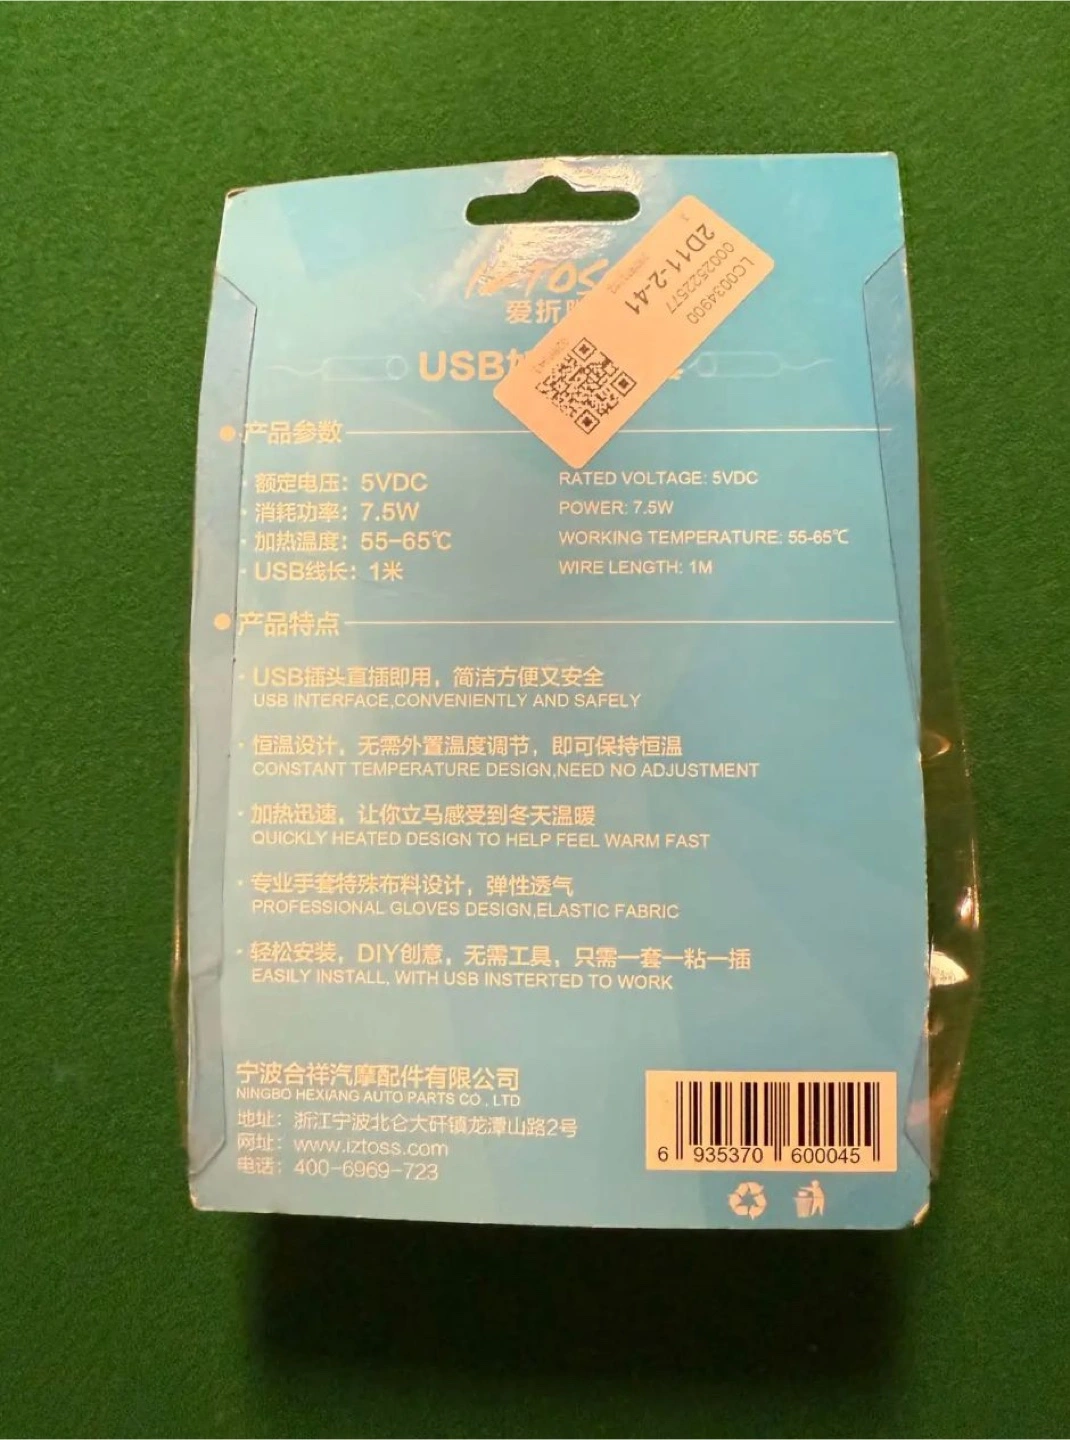 2D11-2-41
0002522577
LC0034900
爱折
USB
产品参数
额定电压：5VDC
消耗功率：7.5W
加热温度：55-65℃
USB线长：1米
RATED VOLTAGE: 5VDC
POWER: 7.5W
WORKING TEMPERATURE: 55-65℃
WIRE LENGTH: 1M
产品特点
· USB插头直插即用，简洁方便又安全
USB INTERFACE,CONVENIENTLY AND SAFELY
· 恒温设计，无需外置温度调节，即可保持恒温
CONSTANT TEMPERATURE DESIGN,NEED NO ADJUSTMENT
· 加热迅速，让你立马感受到冬天温暖
QUICKLY HEATED DESIGN TO HELP FEEL WARM FAST
· 专业手套特殊布料设计，弹性透气
PROFESSIONAL GLOVES DESIGN,ELASTIC FABRIC
· 轻松安装，DIY创意，无需工具，只需一套一粘一插
EASILY INSTALL, WITH USB INSTERTED TO WORK
宁波合祥汽摩配件有限公司
NINGBO HEXIANG AUTO PARTS CO., LTD
地址：浙江宁波北仑大矸镇龙潭山路2号
网址：www.iztoss.com
电话：400-6969-723
6 935370 600045